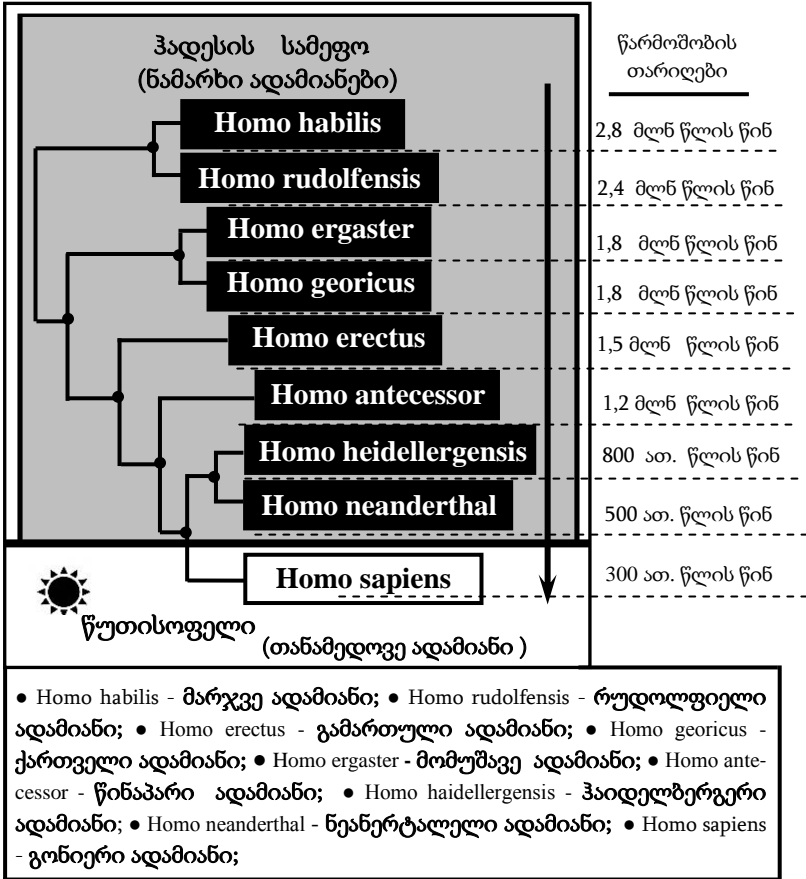 ჰადესის სამეფო
(ნამარხი ადამიანები)
წარმოშობის
თარიღები
Homo habilis
2,8 მლნ წლის წინ
Homo rudolfensis
2,4 მლნ წლის წინ
Homo ergaster
1,8 მლნ წლის წინ
Homo georicus
1,8 მლნ წლის წინ
Homo erectus
1,5 მლნ წლის წინ
Homo antecessor
1,2 მლნ წლის წინ
Homo heidellergensis
800 ათ. წლის წინ
Homo neanderthal
500 ათ. წლის წინ
Homo sapiens
300 ათ. წლის წინ
წუთისოფელი
(თანამედოვე ადამიანი )
● Homo habilis - მარჯვე ადამიანი; ● Homo rudolfensis - რუდოლფიელი
ადამიანი; ● Homo erectus - გამართული ადამიანი; ● Homo georicus -
ქართველი ადამიანი; ● Homo ergaster - მომუშავე ადამიანი; ● Homo ante-
cessor - წინაპარი ადამიანი; ● Homo haidellergensis - ჰაიდელბერგერი
ადამიანი; ● Homo neanderthal - ნეანერტალელი ადამიანი; ● Homo sapiens
- გონიერი ადამიანი;